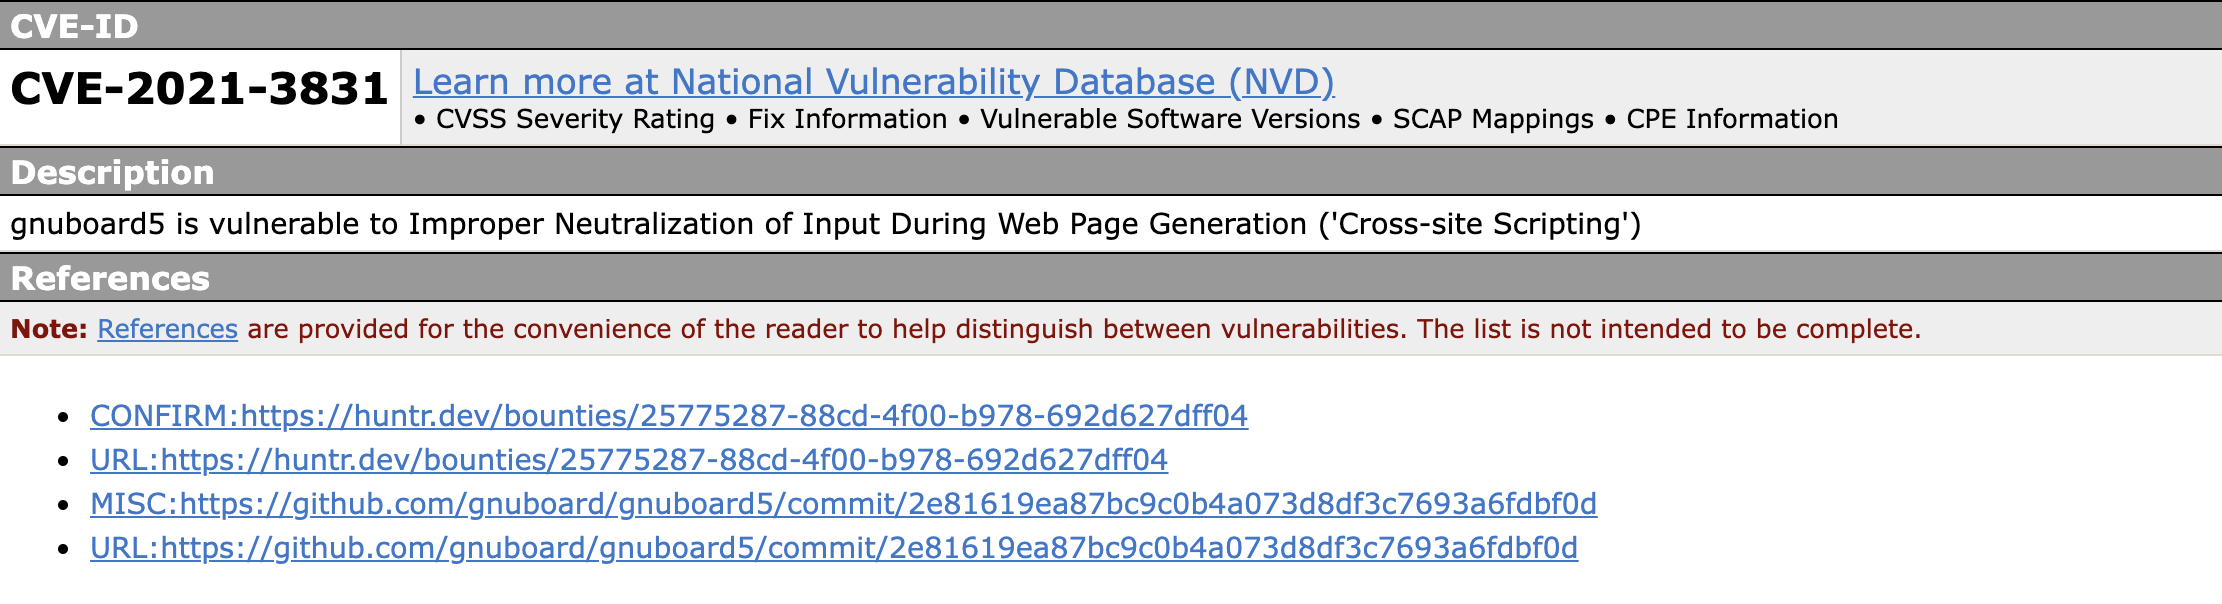 CVE-ID
CVE-2021-3831
Learn more at National Vulnerability Database (NVD)
• CVSS Severity Rating • Fix Information • Vulnerable Software Versions • SCAP Mappings • CPE Information
Description
gnuboard5 is vulnerable to Improper Neutralization of Input During Web Page Generation ('Cross-site Scripting')
References
Note: References are provided for the convenience of the reader to help distinguish between vulnerabilities. The list is not intended to be complete.
• CONFIRM:https://huntr.dev/bounties/25775287-88cd-4f00-b978-692d627dff04
• URL:https://huntr.dev/bounties/25775287-88cd-4f00-b978-692d627dff04
• MISC:https://github.com/gnuboard/gnuboard5/commit/2e81619ea87bc9c0b4a073d8df3c7693a6fdbf0d
• URL:https://github.com/gnuboard/gnuboard5/commit/2e81619ea87bc9c0b4a073d8df3c7693a6fdbf0d